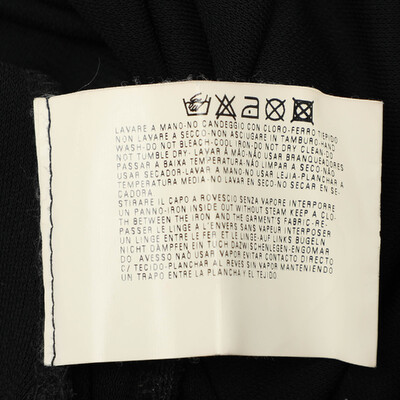 LAVARE A MANO-NO CANDEGGIO CON CLORO-FERRO TIEPIDO
NON LAVARE A SECCO-NON ASCIUGARE IN TAMBURO-HAND
WASH-DO NOT BLEACH-COOL IRON-DO NOT DRY CLEAN-DO
NOT TUMBLE DRY- LAVAR À MÃO-NÃO USAR BRANQUEADORES
PASSAR A BAIXA TEMPERATURA-NÃO LIMPAR A SECO-NÃO
USAR SECADOR-LAVAR A MANO-NO USAR LEJIA-PLANCHAR A
TEMPERATURA MEDIA-NO LAVAR EN SECO-NO SECAR EN SE
CADORA
STIRARE IL CAPO A ROVESCIO SENZA VAPORE INTERPORRE
UN PANNO-IRON INSIDE OUT WITHOUT STEAM KEEP A CLO-
TH BETWEEN THE IRON AND THE GARMENT'S FABRIC-RE-
PASSER LE LINGE A L'ENVERS SANS VAPEUR INTERPOSER
UN LINGE ENTRE LE FER ET LE LINGE-AUF LINKS BÜGELN
NICHT DÄMPFEN EIN TUCH DAZWISCHENLEGEN-ENGOMAR
DO AVESSO NÃO USAR VAPOR EVITAR CONTACTO DIRECTO
C/ TECIDO-PLANCHAR AL REVES SIN VAPOR MANTENIENDO
UN TRAPO ENTRE LA PLANCHA Y EL TEJIDO.